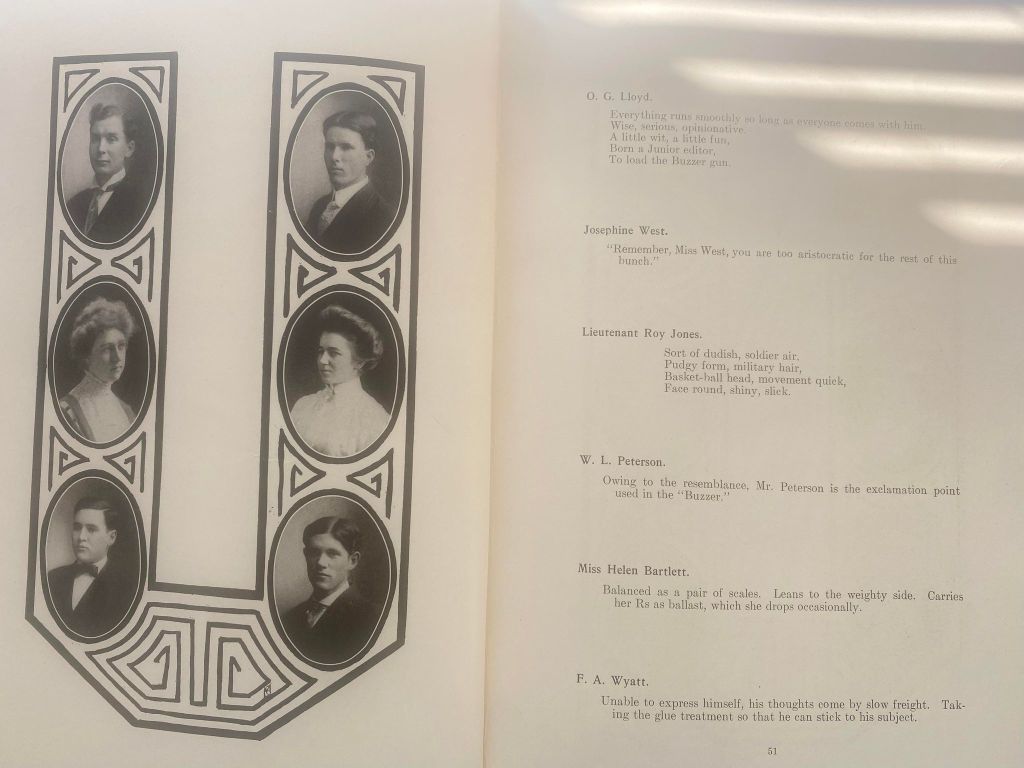 O. G. Lloyd.
Everything runs smoothly so long as everyone comes with him.
Wise, serious, opinionative.
A little wit, a little fun,
Born a Junior editor,
To load the Buzzer gun.
Josephine West.
"Remember, Miss West, you are too aristocratic for the rest of this
bunch."
Lieutenant Roy Jones.
Sort of dudish, soldier air,
Pudgy form, military hair,
Basket-ball head, movement quick,
Face round, shiny, slick.
W. L. Peterson.
Owing to the resemblance, Mr. Peterson is the exclamation point
used in the "Buzzer."
Miss Helen Bartlett.
Balanced as a pair of scales. Leans to the weighty side. Carries
her Rs as ballast, which she drops occasionally.
F. A. Wyatt.
Unable to express himself, his thoughts come by slow freight. Tak-
ing the glue treatment so that he can stick to his subject.
51